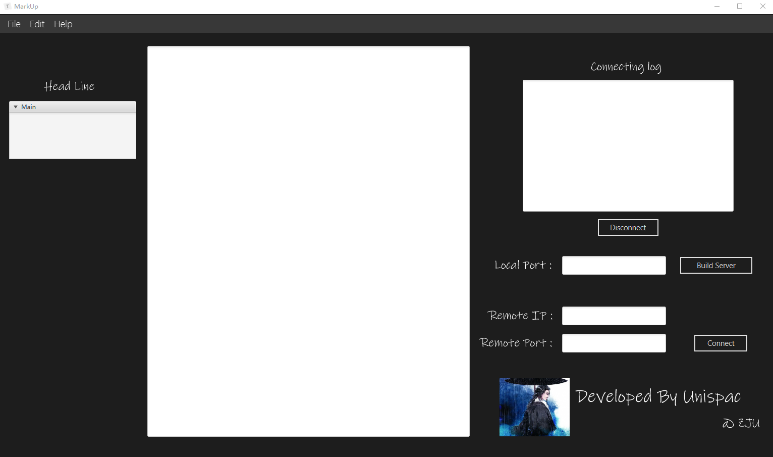 MarkUp
File Edit Help
Head Line
Main
Connecting log
Disconnect
Local Port :
Build Server
Remote IP :
Remote Port :
Connect
Developed By Unispac
@ ZJU